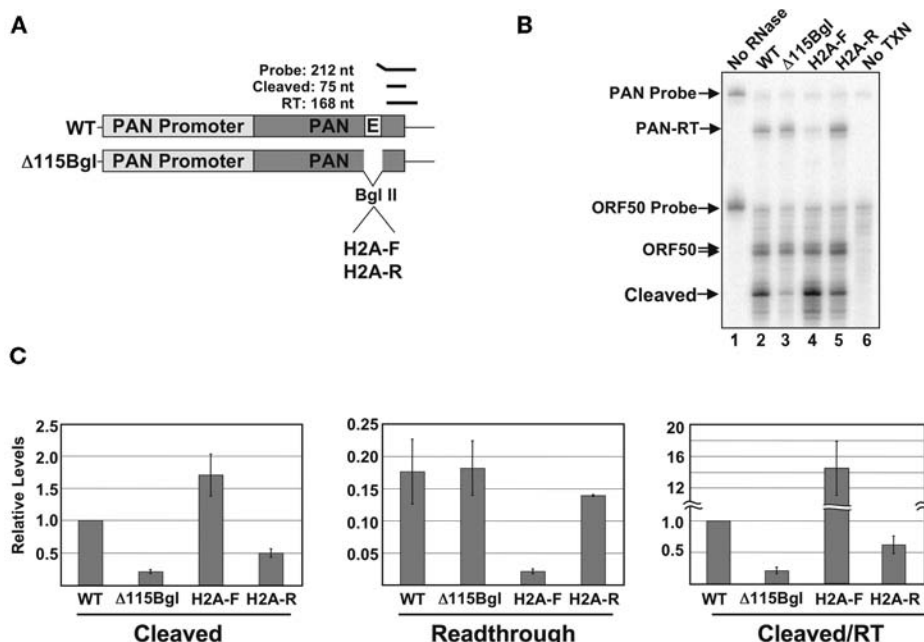 A
Probe: 212 nt
Cleaved: 75 nt
RT: 168 nt
WT PAN Promoter PAN E
Δ115Bgl PAN Promoter PAN
Bgl II
H2A-F
H2A-R
B
No RNase WT Δ115Bgl H2A-F H2A-R No TXN
PAN Probe
PAN-RT
ORF50 Probe
ORF50
Cleaved
1 2 3 4 5 6
C
Relative Levels
2.5
2.0
1.5
1.0
0.5
WT Δ115Bgl H2A-F H2A-R
Cleaved
0.25
0.20
0.15
0.10
0.05
WT Δ115Bgl H2A-F H2A-R
Readthrough
20
16
14
12
1.0
0.5
WT Δ115Bgl H2A-F H2A-R
Cleaved/RT